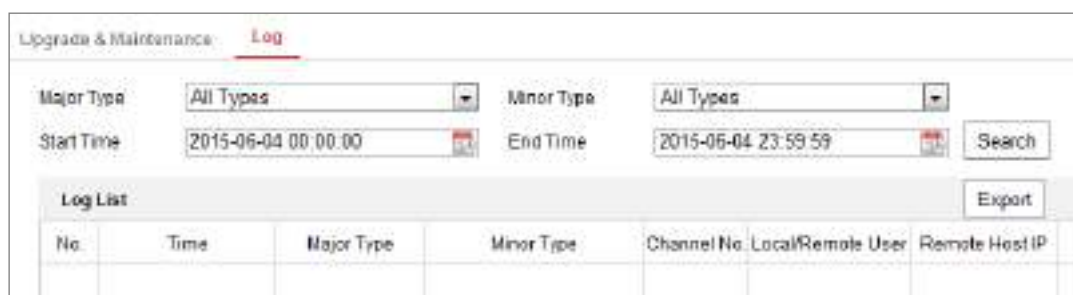 Upgrade & Maintenance Log
Major Type All Types Minor Type All Types
Start Time 2015-06-04 00:00:00 End Time 2015-06-04 23:59:59 Search
Log List Export
No. Time Major Type Minor Type Channel No. Local/Remote User Remote Host IP